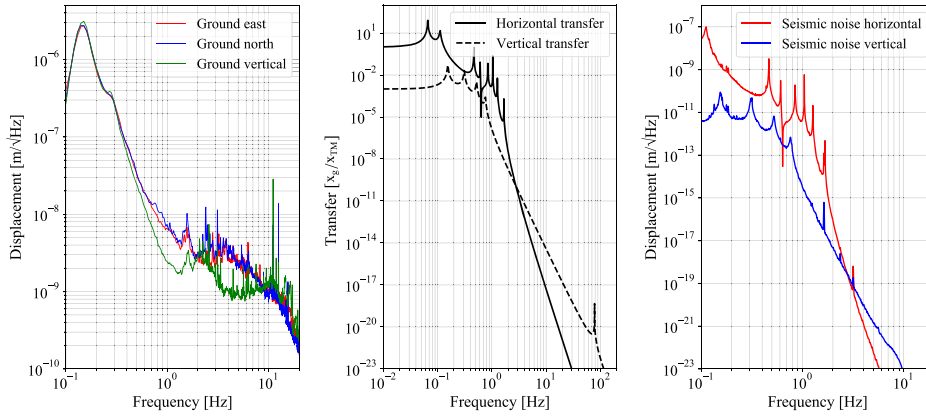 Displacement [m/√Hz]
10⁻⁶
10⁻⁷
10⁻⁸
10⁻⁹
10⁻¹⁰
Ground east
Ground north
Ground vertical
10⁻¹
10⁰
10¹
Frequency [Hz]
Transfer [x_g/x_TM]
10¹
10⁻²
10⁻⁵
10⁻⁸
10⁻¹¹
10⁻¹⁴
10⁻¹⁷
10⁻²⁰
10⁻²³
Horizontal transfer
Vertical transfer
10⁻²
10⁻¹
10⁰
10¹
10²
Frequency [Hz]
Displacement [m/√Hz]
10⁻⁷
10⁻⁹
10⁻¹¹
10⁻¹³
10⁻¹⁵
10⁻¹⁷
10⁻¹⁹
10⁻²¹
10⁻²³
Seismic noise horizontal
Seismic noise vertical
10⁻¹
10⁰
10¹
Frequency [Hz]